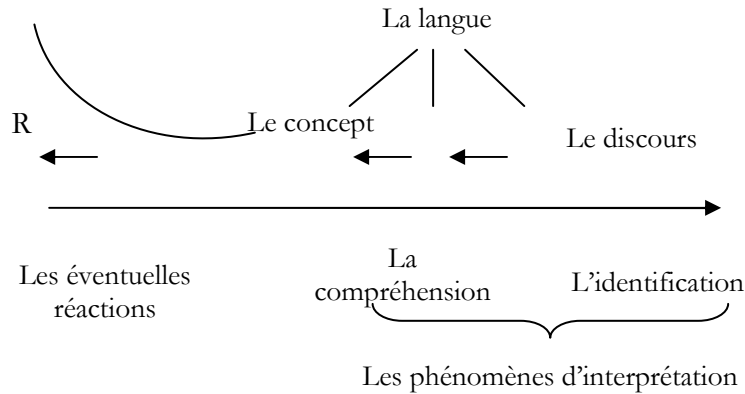 La langue
R
Le concept
Le discours
Les éventuelles
réactions
La
compréhension
L’identification
Les phénomènes d’interprétation